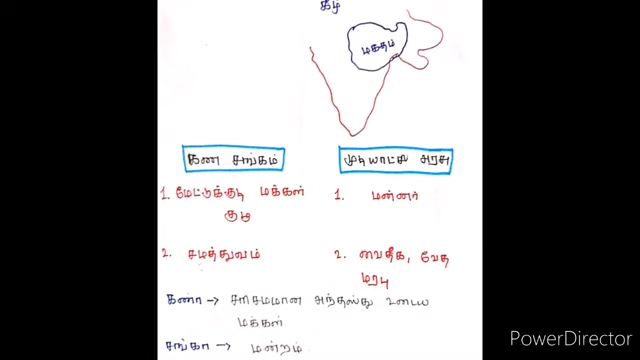 கீழ்
மகதம்
கண சங்கம்
முடியாட்சி அரசு
1. மேட்டுக்குடி மக்கள்
குழு
1. மன்னர்
2. சமத்துவம்
2. வைதீக, வேத
மரபு
கணா → சரிசமமான அந்தஸ்து உடைய
மக்கள்
சங்கா → மன்றம்
PowerDirector